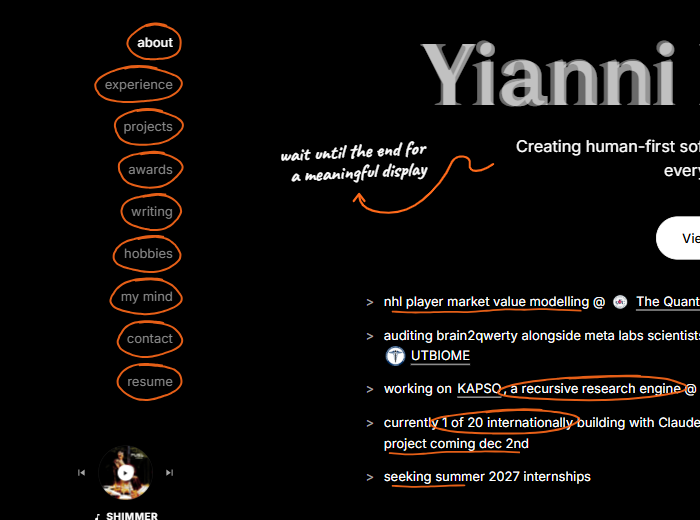 about
experience
projects
awards
writing
hobbies
my mind
contact
resume
SHIMMER
Yianni
wait until the end for
a meaningful display
Creating human-first
every
> nhl player market value modelling @ The Quant
> auditing brain2qwerty alongside meta labs scientists
UTBIOME
> working on KAPSO, a recursive research engine @
> currently 1 of 20 internationally building with Claude
project coming dec 2nd
> seeking summer 2027 internships